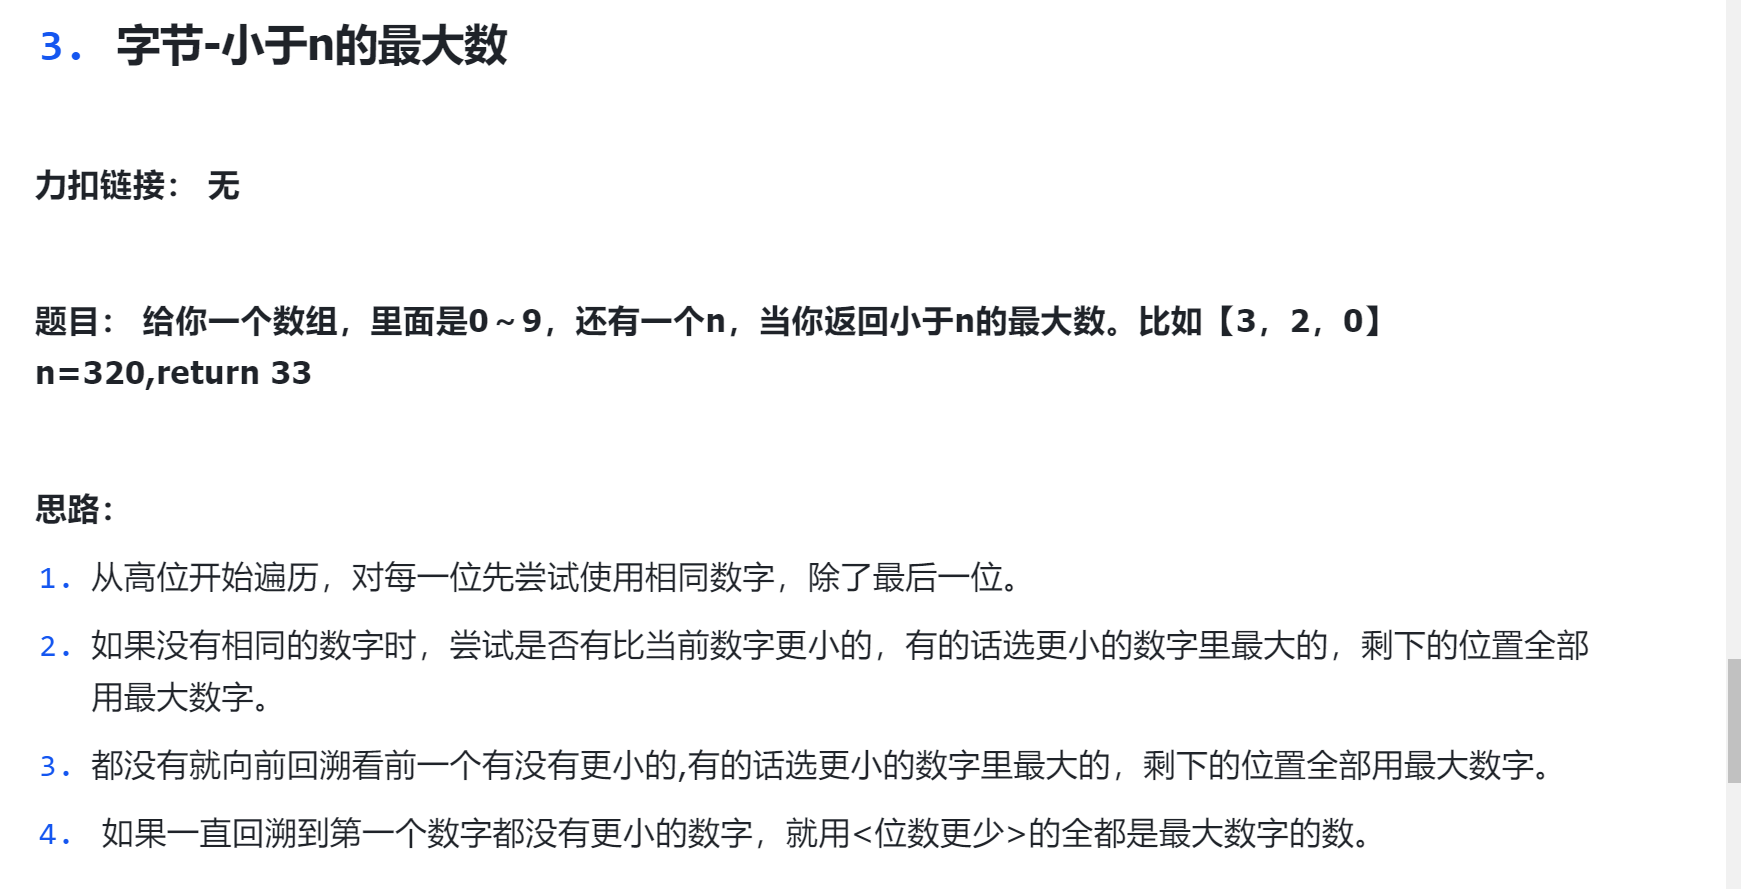 3. 字节-小于n的最大数
力扣链接： 无
题目： 给你一个数组，里面是0～9，还有一个n，当你返回小于n的最大数。比如【3，2，0】
n=320,return 33
思路：
1. 从高位开始遍历，对每一位先尝试使用相同数字，除了最后一位。
2. 如果没有相同的数字时，尝试是否有比当前数字更小的，有的话选更小的数字里最大的，剩下的位置全部
用最大数字。
3. 都没有就向前回溯看前一个有没有更小的,有的话选更小的数字里最大的，剩下的位置全部用最大数字。
4. 如果一直回溯到第一个数字都没有更小的数字，就用<位数更少>的全都是最大数字的数。